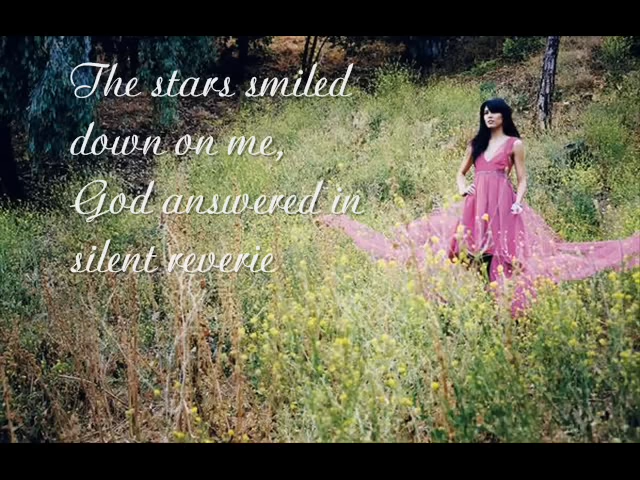 The stars smiled
down on me,
God answered in
silent reverie